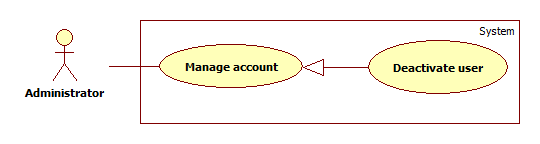 System
Manage account
Deactivate user
Administrator